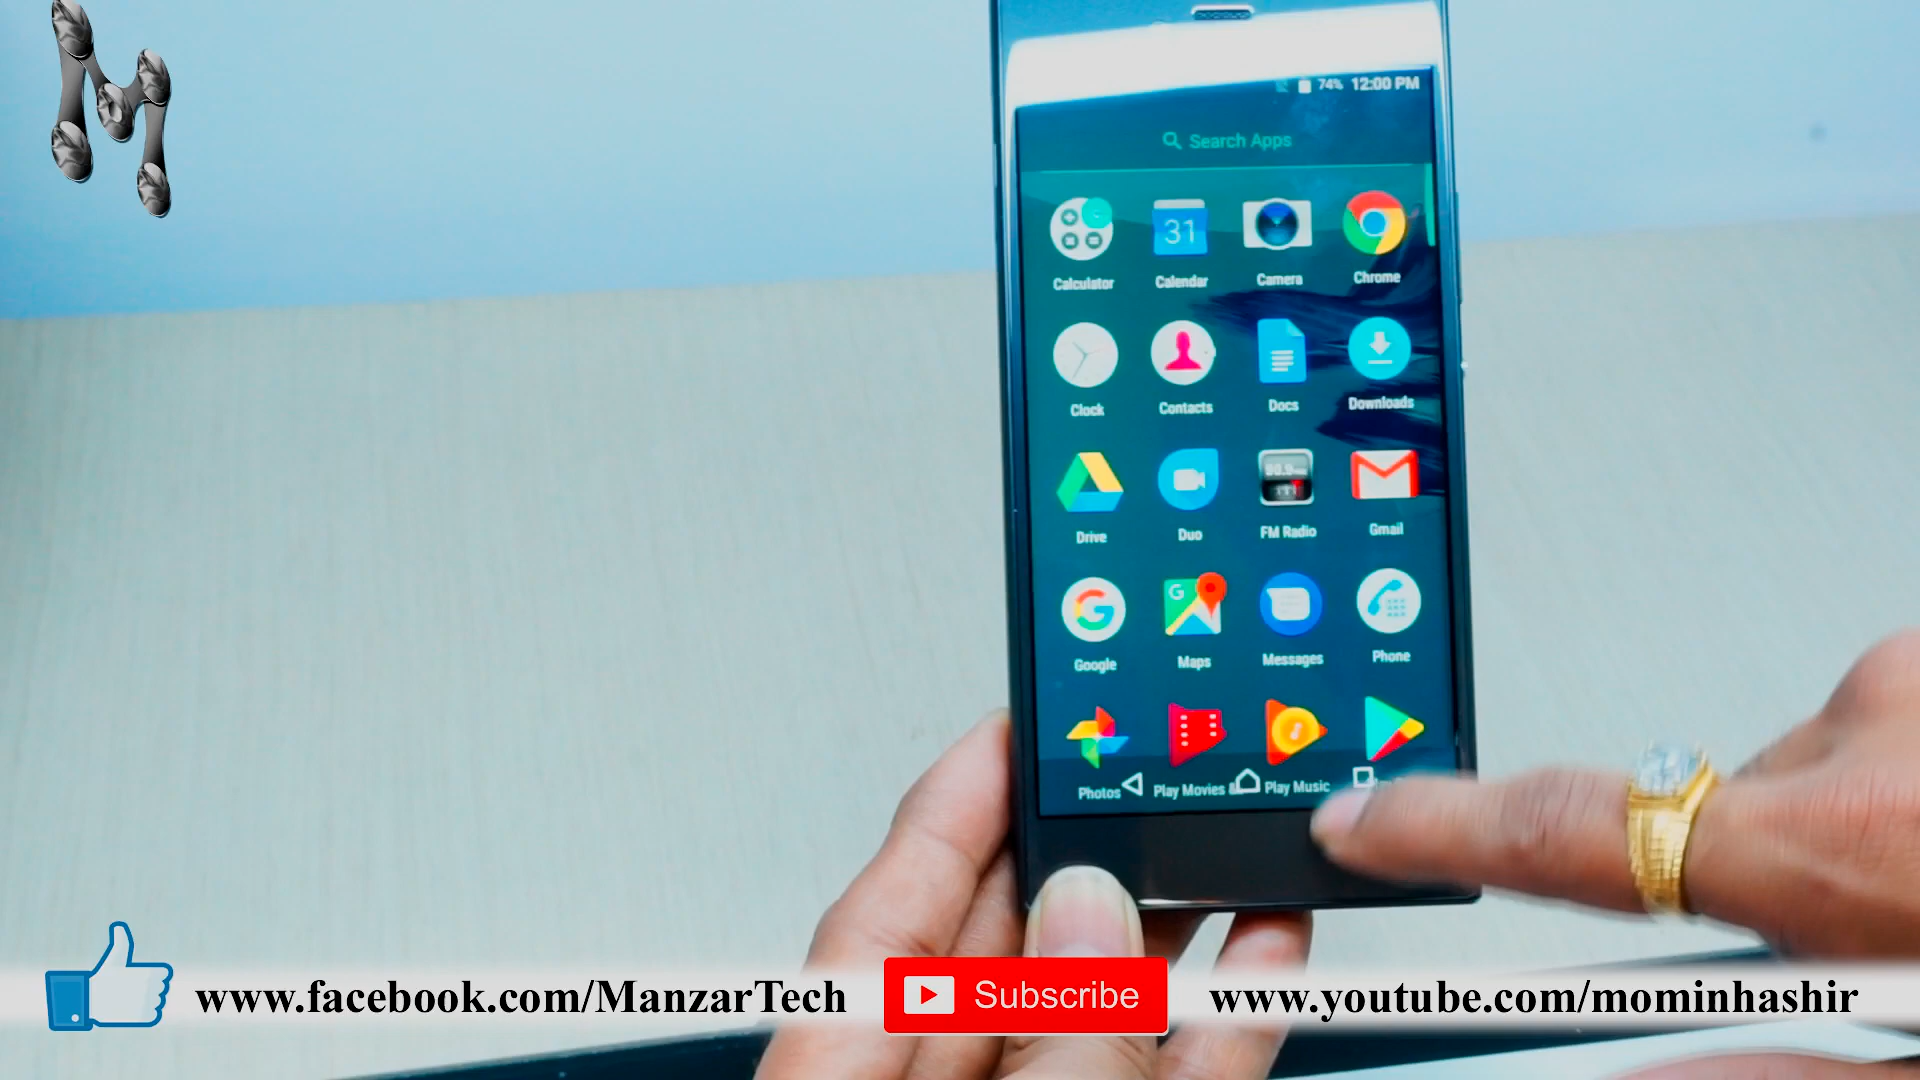 74% 12:00 PM
Search Apps
31
Calculator Calendar Camera Chrome
Clock Contacts Docs Downloads
Drive Duo FM Radio Gmail
G
Google Maps Messages Phone
Photos Play Movies & Play Music
www.facebook.com/ManzarTech Subscribe www.youtube.com/mominhashir